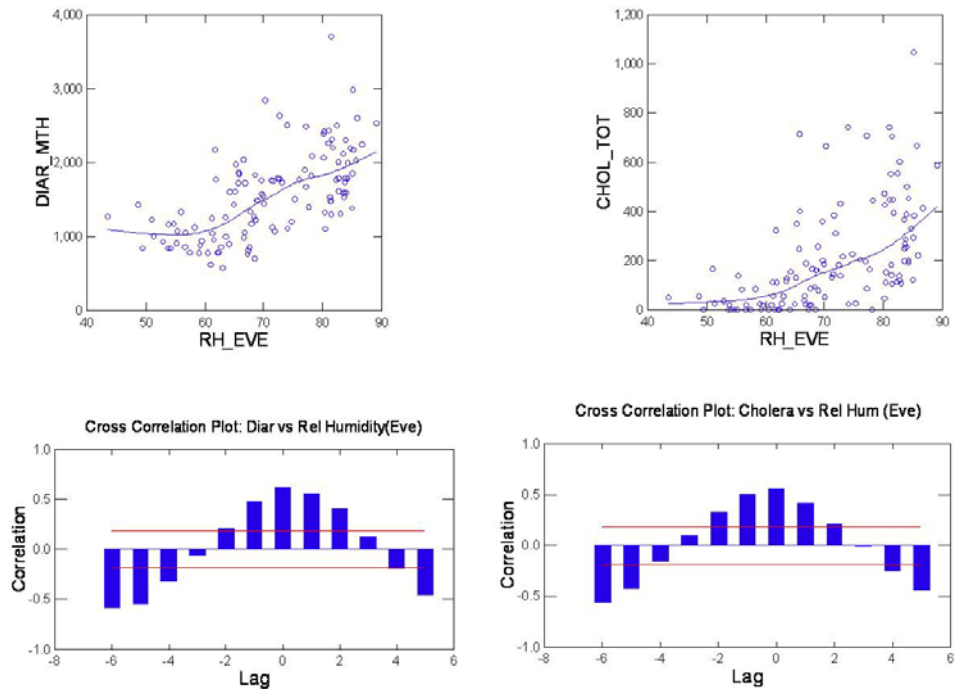 4,000
3,000
2,000
1,000
0
DIAR_MTH
40 50 60 70 80 90
RH_EVE
1,200
1,000
800
600
400
200
0
CHOL_TOT
40 50 60 70 80 90
RH_EVE
Cross Correlation Plot: Diar vs Rel Humidity(Eve)
1.0
0.5
0.0
-0.5
-1.0
Correlation
-8 -6 -4 -2 0 2 4 6
Lag
Cross Correlation Plot: Cholera vs Rel Hum (Eve)
1.0
0.5
0.0
-0.5
-1.0
Correlation
-8 -6 -4 -2 0 2 4 6
Lag